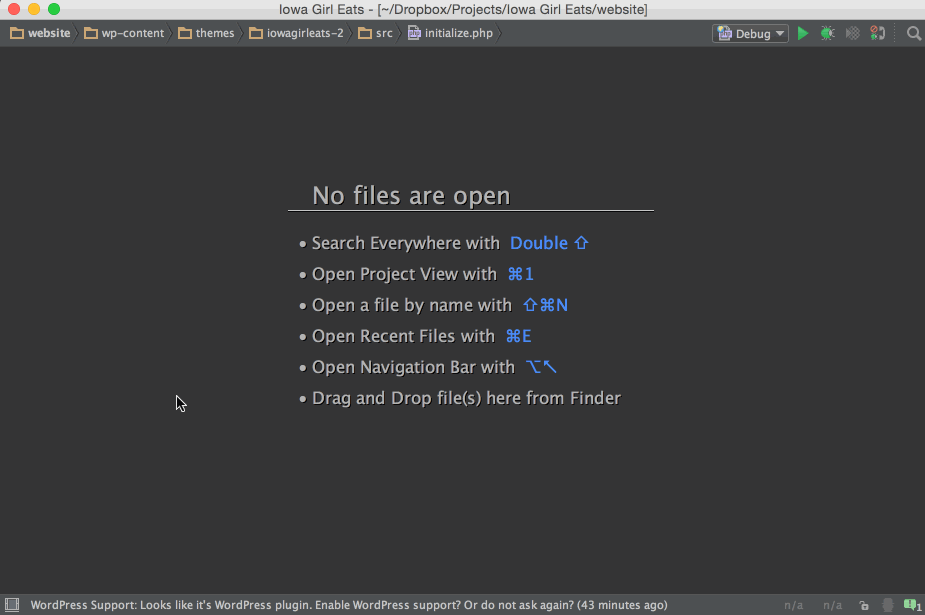 Iowa Girl Eats - [~/Dropbox/Projects/Iowa Girl Eats/website]
website wp-content themes iowagirleats-2 src initialize.php Debug
No files are open
• Search Everywhere with Double ⇧
• Open Project View with ⌘1
• Open a file by name with ⇧⌘N
• Open Recent Files with ⌘E
• Open Navigation Bar with ⌥↖
• Drag and Drop file(s) here from Finder
WordPress Support: Looks like it's WordPress plugin. Enable WordPress support? Or do not ask again? (43 minutes ago) n/a n/a 1